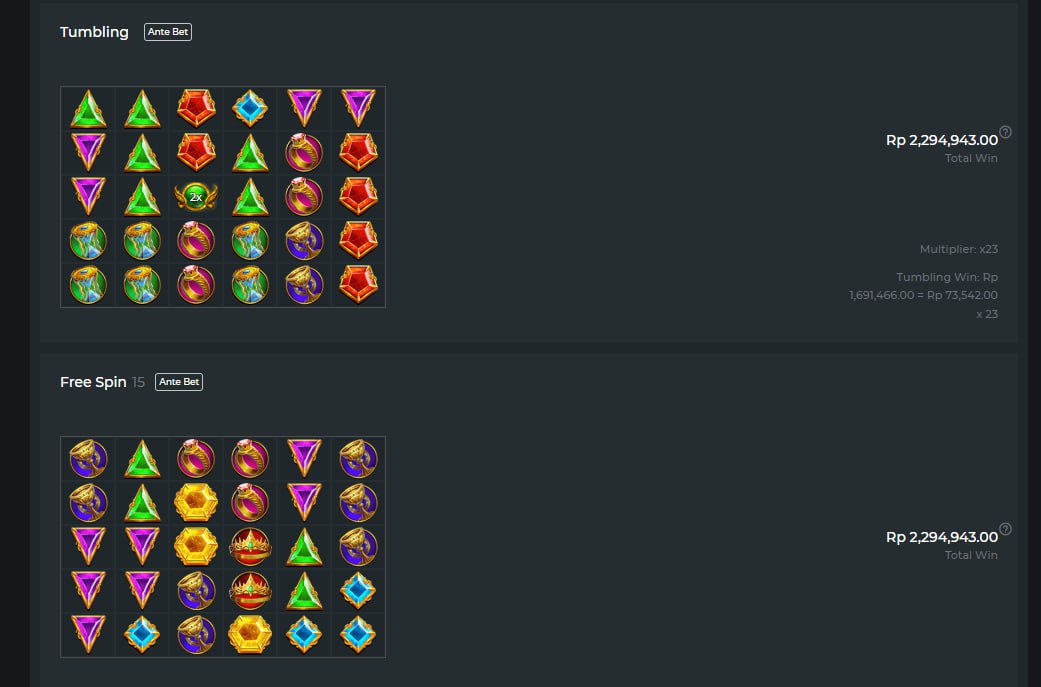 Tumbling Ante Bet
2x
Rp 2,294,943.00 ?
Total Win
Multiplier: x23
Tumbling Win: Rp
1,691,466.00 = Rp 73,542.00
x 23
Free Spin 15 Ante Bet
Rp 2,294,943.00 ?
Total Win